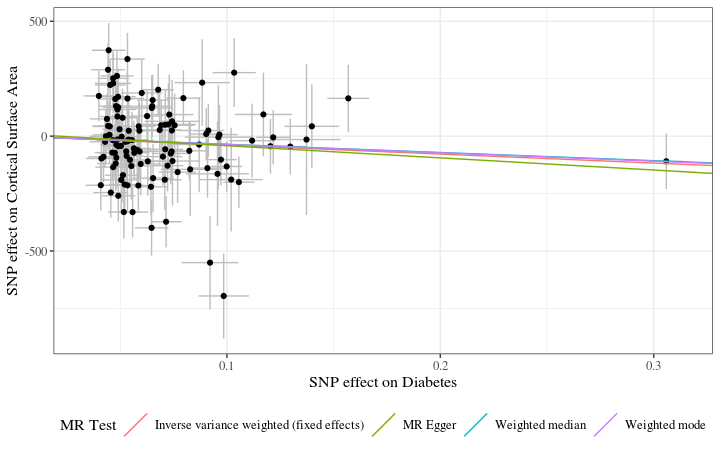 SNP effect on Cortical Surface Area
500
0
-500
0.1 0.2 0.3
SNP effect on Diabetes
MR Test Inverse variance weighted (fixed effects) MR Egger Weighted median Weighted mode